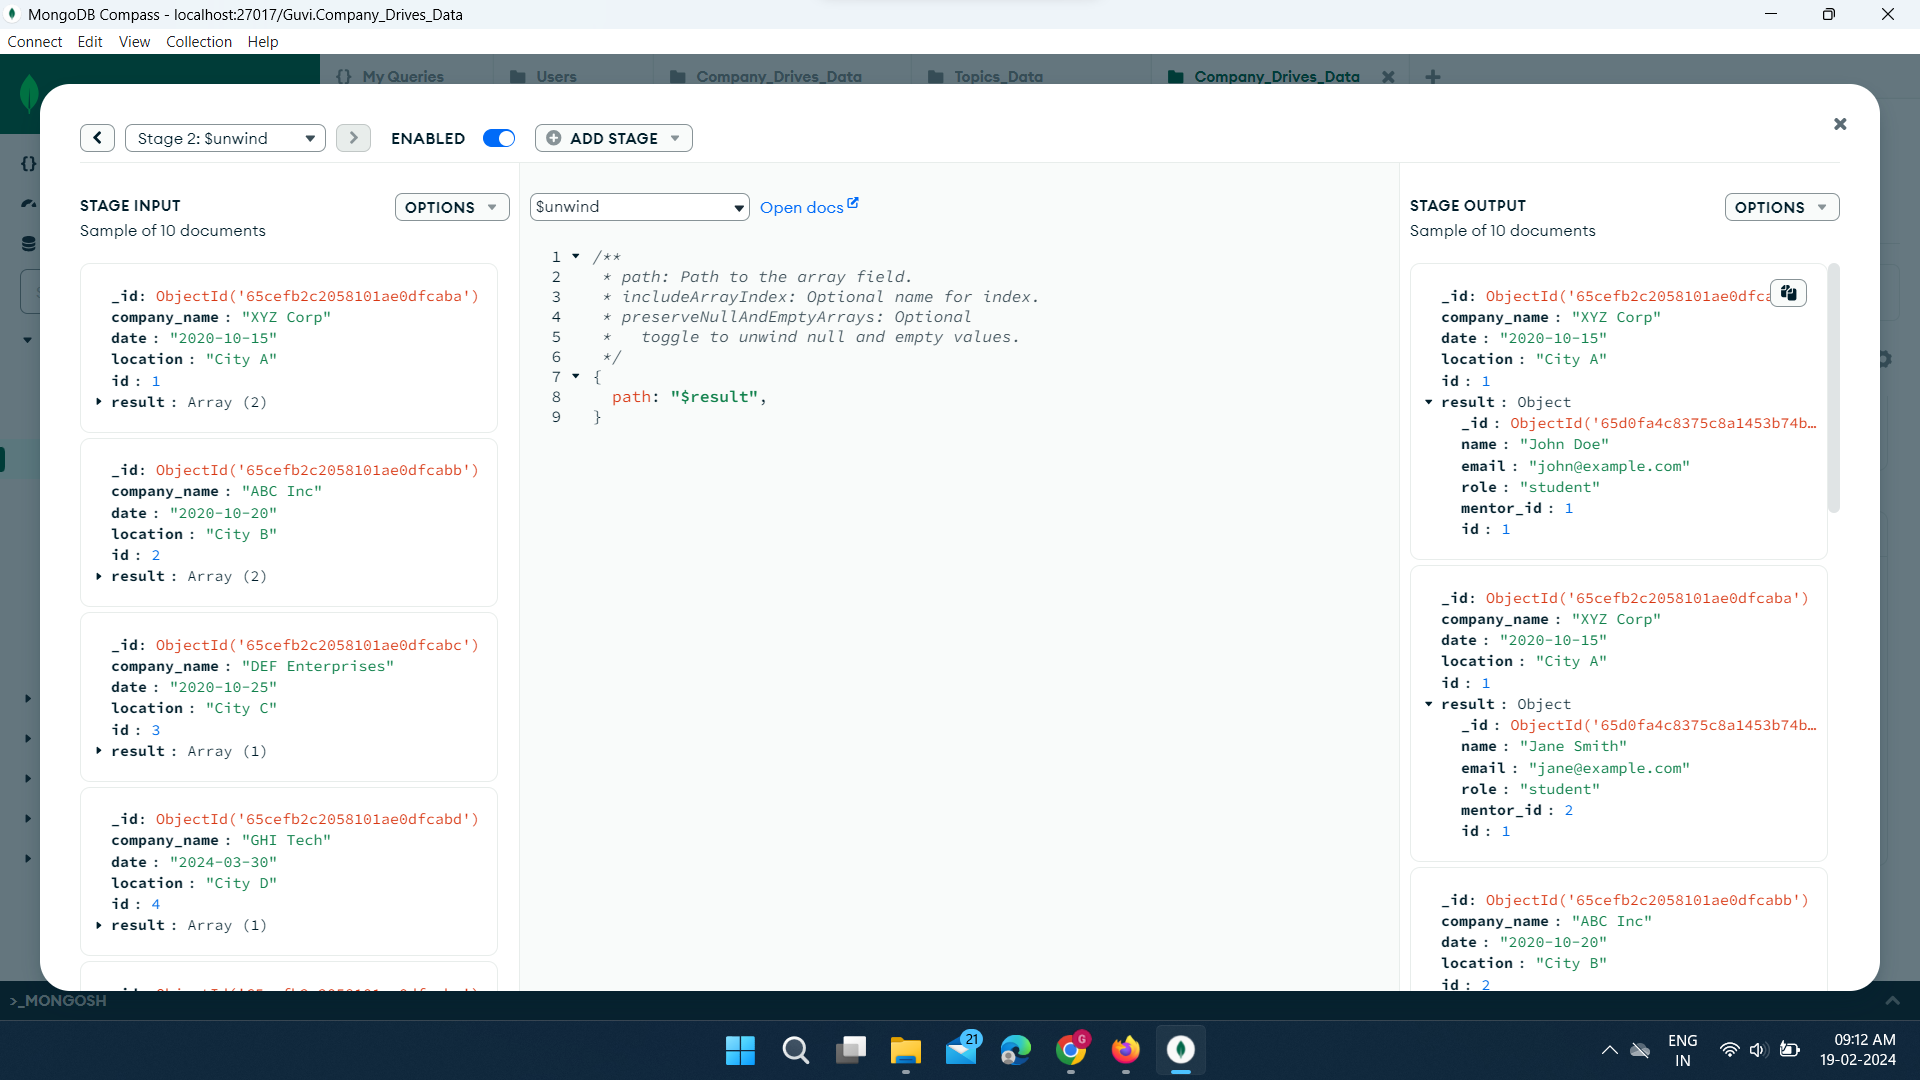 MongoDB Compass - localhost:27017/Guvi.Company_Drives_Data
Connect Edit View Collection Help
{} My Queries Users Company_Drives_Data Topics_Data Company_Drives_Data
Stage 2: $unwind ENABLED ADD STAGE
STAGE INPUT OPTIONS
Sample of 10 documents
_id: ObjectId('65cefb2c2058101ae0dfcaba')
company_name : "XYZ Corp"
date : "2020-10-15"
location : "City A"
id : 1
result : Array (2)
_id: ObjectId('65cefb2c2058101ae0dfcabb')
company_name : "ABC Inc"
date : "2020-10-20"
location : "City B"
id : 2
result : Array (2)
_id: ObjectId('65cefb2c2058101ae0dfcabc')
company_name : "DEF Enterprises"
date : "2020-10-25"
location : "City C"
id : 3
result : Array (1)
_id: ObjectId('65cefb2c2058101ae0dfcabd')
company_name : "GHI Tech"
date : "2024-03-30"
location : "City D"
id : 4
result : Array (1)
$unwind Open docs
1 /**
2 * path: Path to the array field.
3 * includeArrayIndex: Optional name for index.
4 * preserveNullAndEmptyArrays: Optional
5 * toggle to unwind null and empty values.
6 */
7 {
8 path: "$result",
9 }
STAGE OUTPUT OPTIONS
Sample of 10 documents
_id: ObjectId('65cefb2c2058101ae0dfca
company_name : "XYZ Corp"
date : "2020-10-15"
location : "City A"
id : 1
result : Object
_id : ObjectId('65d0fa4c8375c8a1453b74b…
name : "John Doe"
email : "john@example.com"
role : "student"
mentor_id : 1
id : 1
_id: ObjectId('65cefb2c2058101ae0dfcaba')
company_name : "XYZ Corp"
date : "2020-10-15"
location : "City A"
id : 1
result : Object
_id : ObjectId('65d0fa4c8375c8a1453b74b…
name : "Jane Smith"
email : "jane@example.com"
role : "student"
mentor_id : 2
id : 1
_id: ObjectId('65cefb2c2058101ae0dfcabb')
company_name : "ABC Inc"
date : "2020-10-20"
location : "City B"
id : 2
>_MONGOSH
21
G
ENG
IN
09:12 AM
19-02-2024